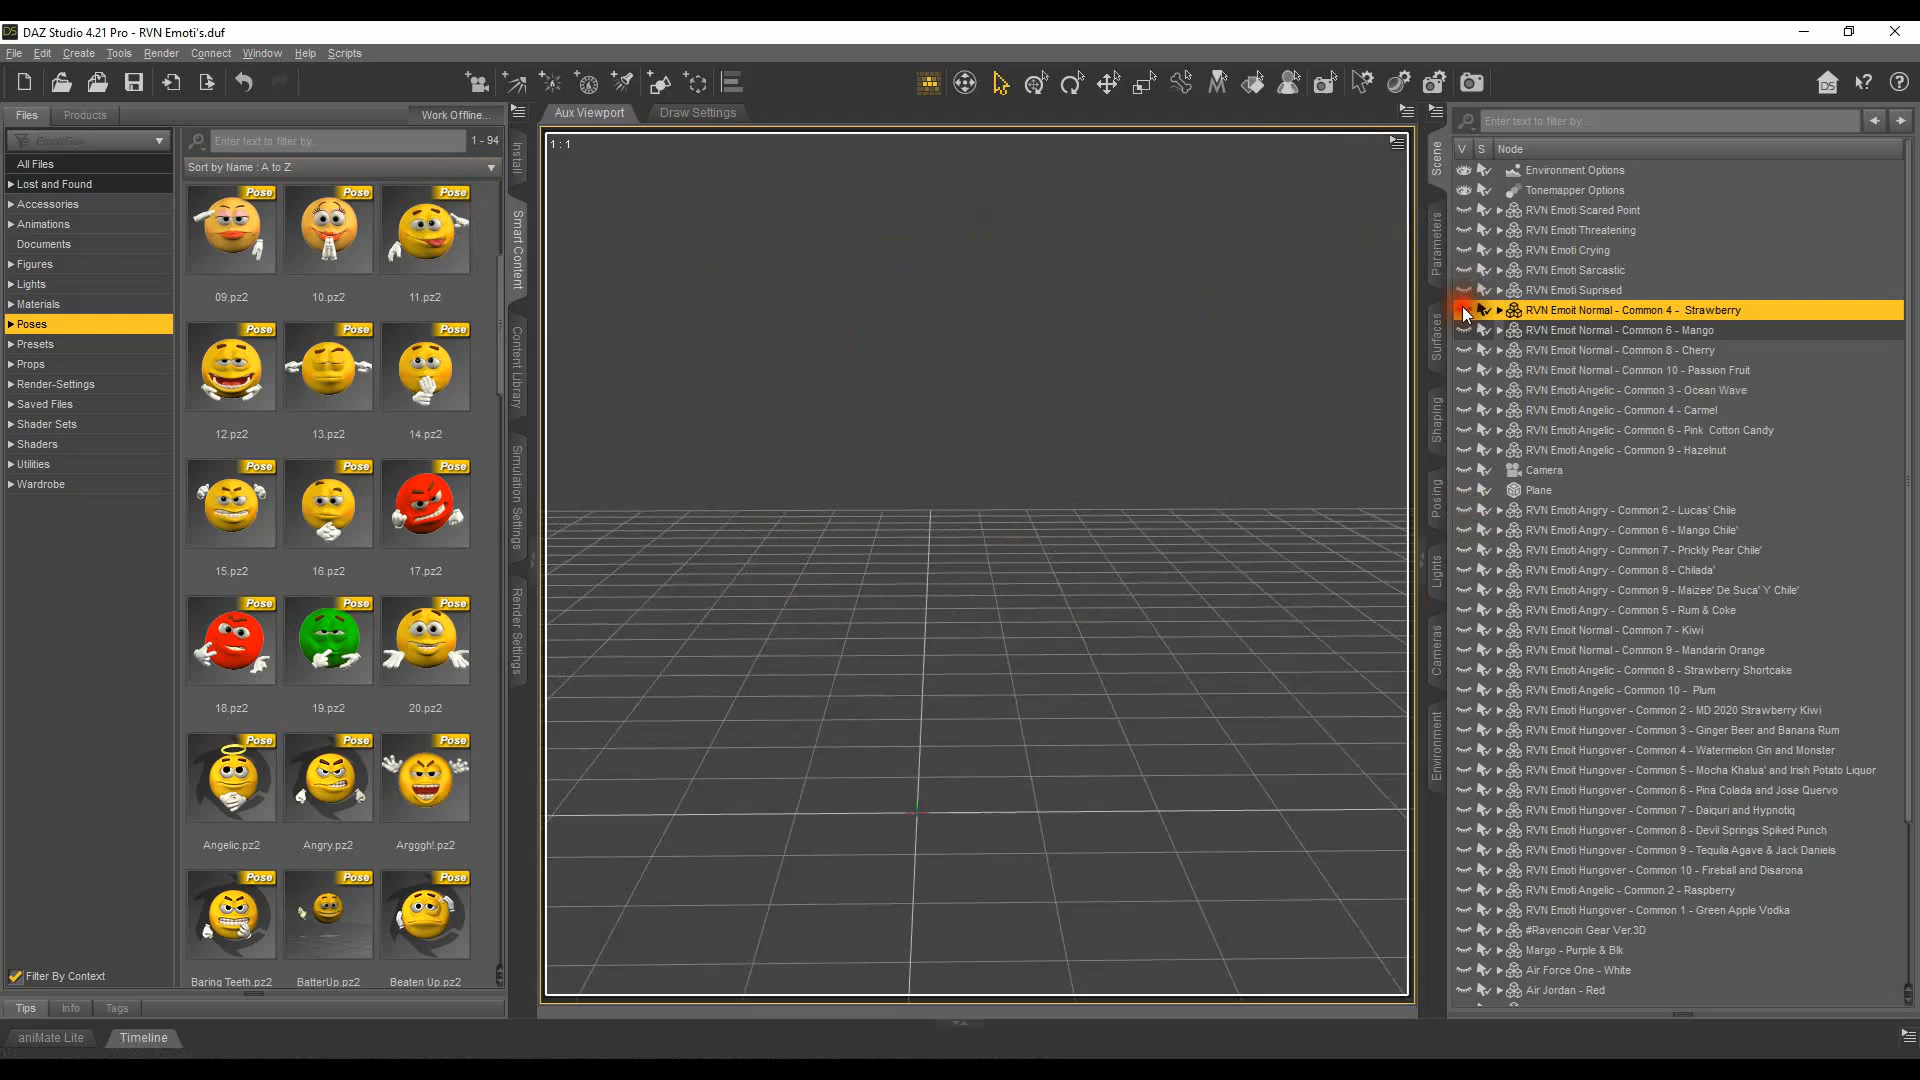 DAZ Studio 4.21 Pro - RVN Emoti's.duf
File Edit Create Tools Render Connect Window Help Scripts
Files Products Work Offline...
Aux Viewport Draw Settings
EmotiGuy
Enter text to filter by... 1 - 94
Sort by Name : A to Z
All Files
Lost and Found
Accessories
Animations
Documents
Figures
Lights
Materials
Poses
Presets
Props
Render-Settings
Saved Files
Shader Sets
Shaders
Utilities
Wardrobe
Filter By Context
Pose Pose Pose
09.pz2 10.pz2 11.pz2
Pose Pose Pose
12.pz2 13.pz2 14.pz2
Pose Pose Pose
15.pz2 16.pz2 17.pz2
Pose Pose Pose
18.pz2 19.pz2 20.pz2
Pose Pose Pose
Angelic.pz2 Angry.pz2 Argggh!.pz2
Pose Pose Pose
Baring Teeth.pz2 BatterUp.pz2 Beaten Up.pz2
Install
Smart Content
Content Library
Simulation Settings
Render Settings
1 : 1
Scene
Parameters
Surfaces
Shaping
Posing
Lights
Cameras
Environment
Enter text to filter by...
V S Node
Environment Options
Tonemapper Options
RVN Emoti Scared Point
RVN Emoti Threatening
RVN Emoti Crying
RVN Emoti Sarcastic
RVN Emoti Suprised
RVN Emoit Normal - Common 4 - Strawberry
RVN Emoit Normal - Common 6 - Mango
RVN Emoit Normal - Common 8 - Cherry
RVN Emoit Normal - Common 10 - Passion Fruit
RVN Emoti Angelic - Common 3 - Ocean Wave
RVN Emoti Angelic - Common 4 - Carmel
RVN Emoti Angelic - Common 6 - Pink Cotton Candy
RVN Emoti Angelic - Common 9 - Hazelnut
Camera
Plane
RVN Emoti Angry - Common 2 - Lucas' Chile
RVN Emoti Angry - Common 6 - Mango Chile'
RVN Emoti Angry - Common 7 - Prickly Pear Chile'
RVN Emoti Angry - Common 8 - Chilada'
RVN Emoti Angry - Common 9 - Maizee' De Suca' Y Chile'
RVN Emoti Angry - Common 5 - Rum & Coke
RVN Emoit Normal - Common 7 - Kiwi
RVN Emoit Normal - Common 9 - Mandarin Orange
RVN Emoti Angelic - Common 8 - Strawberry Shortcake
RVN Emoti Angelic - Common 10 - Plum
RVN Emoti Hungover - Common 2 - MD 2020 Strawberry Kiwi
RVN Emoti Hungover - Common 3 - Ginger Beer and Banana Rum
RVN Emoti Hungover - Common 4 - Watermelon Gin and Monster
RVN Emoit Hungover - Common 5 - Mocha Khalua' and Irish Potato Liquor
RVN Emoti Hungover - Common 6 - Pina Colada and Jose Quervo
RVN Emoti Hungover - Common 7 - Daiquri and Hypnotiq
RVN Emoti Hungover - Common 8 - Devil Springs Spiked Punch
RVN Emoti Hungover - Common 9 - Tequila Agave & Jack Daniels
RVN Emoti Hungover - Common 10 - Fireball and Disarona
RVN Emoti Angelic - Common 2 - Raspberry
RVN Emoti Hungover - Common 1 - Green Apple Vodka
#Ravencoin Gear Ver.3D
Margo - Purple & Blk
Air Force One - White
Air Jordan - Red
Tips Info Tags
aniMate Lite Timeline